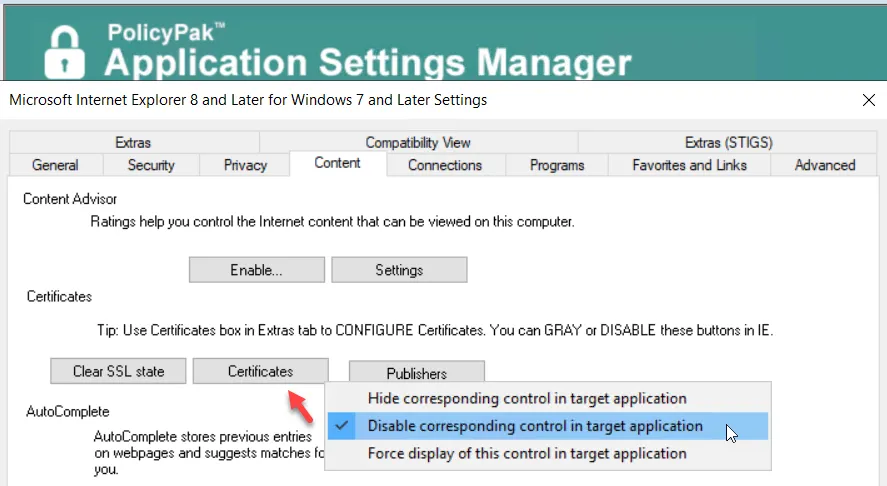 PolicyPak™
Application Settings Manager
Microsoft Internet Explorer 8 and Later for Windows 7 and Later Settings
Extras
Compatibility View
Extras (STIGS)
General
Security
Privacy
Content
Connections
Programs
Favorites and Links
Advanced
Content Advisor
Ratings help you control the Internet content that can be viewed on this computer.
Enable...
Settings
Certificates
Tip: Use Certificates box in Extras tab to CONFIGURE Certificates. You can GRAY or DISABLE these buttons in IE.
Clear SSL state
Certificates
Publishers
Hide corresponding control in target application
Disable corresponding control in target application
Force display of this control in target application
AutoComplete
AutoComplete stores previous entries
on webpages and suggests matches
you.